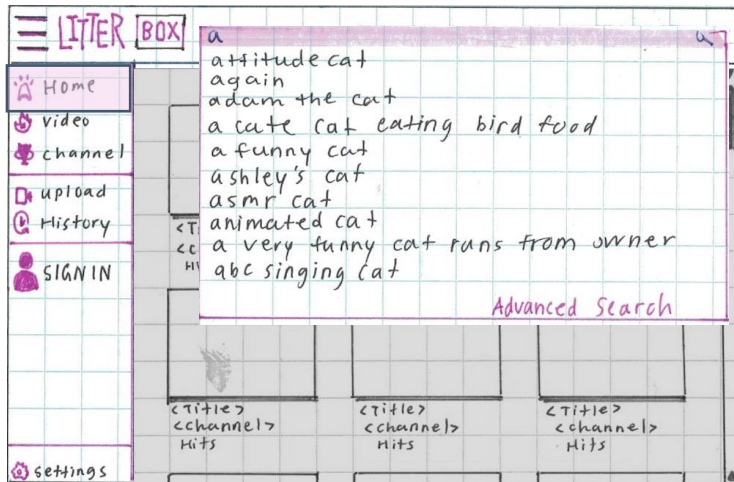 LITTER BOX
Home
video
channel
upload
History
SIGN IN
settings
a
attitude cat
again
adam the cat
a cute cat eating bird food
a funny cat
ashley's cat
asmr cat
animated cat
a very funny cat runs from owner
abc singing cat
Advanced Search
<Title> <Title> <Title>
<channel> <channel> <channel>
Hits Hits Hits